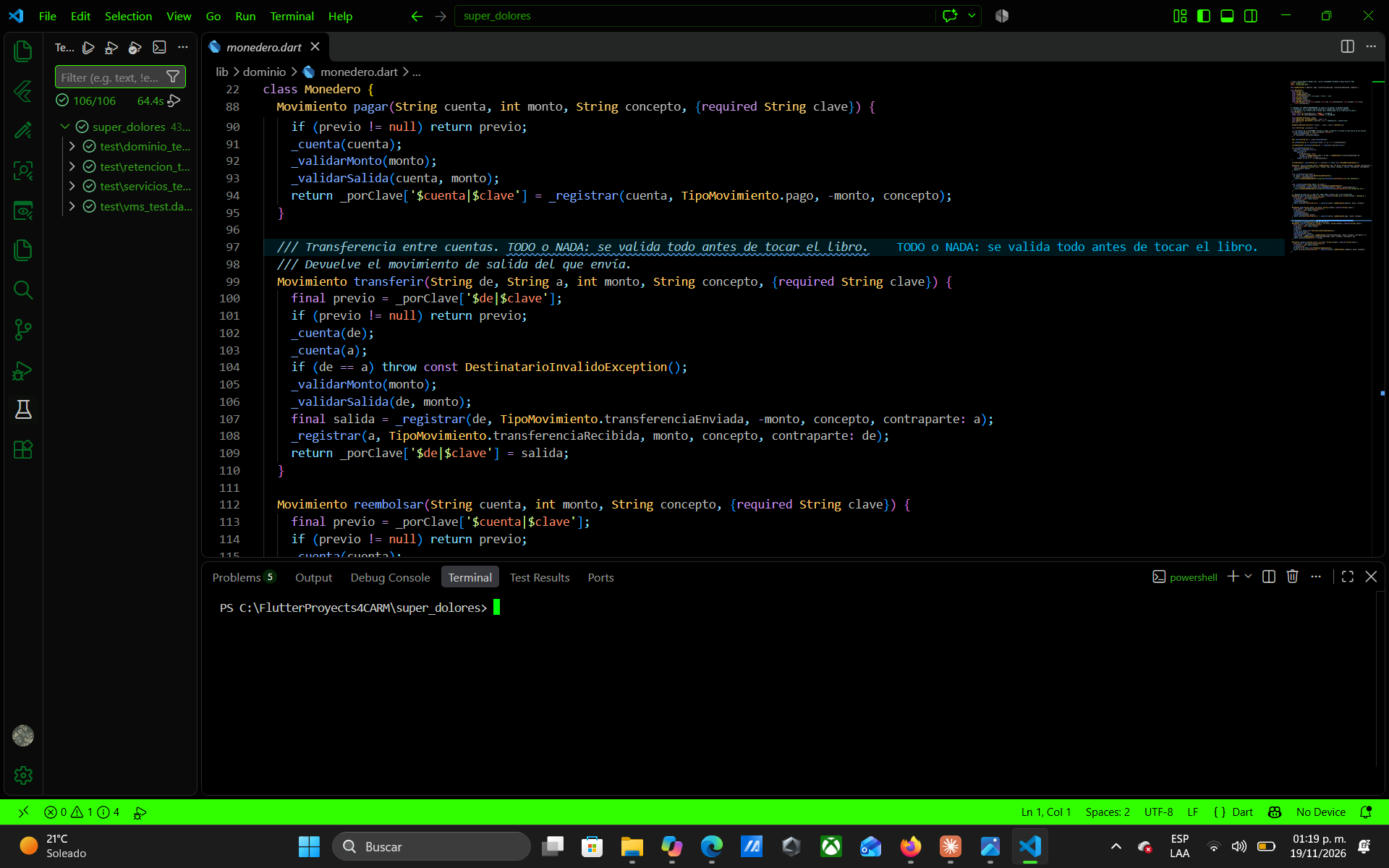 File Edit Selection View Go Run Terminal Help
super_dolores
Te...
Filter (e.g. text, !e...
106/106 64.4s
super_dolores 43...
test\dominio_te...
test\retencion_t...
test\servicios_te...
test\vms_test.da...
monedero.dart
lib > dominio > monedero.dart > ...
22 class Monedero {
88 Movimiento pagar(String cuenta, int monto, String concepto, {required String clave}) {
90 if (previo != null) return previo;
91 _cuenta(cuenta);
92 _validarMonto(monto);
93 _validarSalida(cuenta, monto);
94 return _porClave['$cuenta|$clave'] = _registrar(cuenta, TipoMovimiento.pago, -monto, concepto);
95 }
96
97 /// Transferencia entre cuentas. TODO o NADA: se valida todo antes de tocar el libro. TODO o NADA: se valida todo antes de tocar el libro.
98 /// Devuelve el movimiento de salida del que envía.
99 Movimiento transferir(String de, String a, int monto, String concepto, {required String clave}) {
100 final previo = _porClave['$de|$clave'];
101 if (previo != null) return previo;
102 _cuenta(de);
103 _cuenta(a);
104 if (de == a) throw const DestinatarioInvalidoException();
105 _validarMonto(monto);
106 _validarSalida(de, monto);
107 final salida = _registrar(de, TipoMovimiento.transferenciaEnviada, -monto, concepto, contraparte: a);
108 _registrar(a, TipoMovimiento.transferenciaRecibida, monto, concepto, contraparte: de);
109 return _porClave['$de|$clave'] = salida;
110 }
111
112 Movimiento reembolsar(String cuenta, int monto, String concepto, {required String clave}) {
113 final previo = _porClave['$cuenta|$clave'];
114 if (previo != null) return previo;
115 _cuenta(cuenta);
Problems 5 Output Debug Console Terminal Test Results Ports
powershell
PS C:\FlutterProyects4CARM\super_dolores>
0 1 4
Ln 1, Col 1 Spaces: 2 UTF-8 LF { } Dart No Device
21°C
Soleado
Buscar
ESP
LAA
01:19 p. m.
19/11/2026